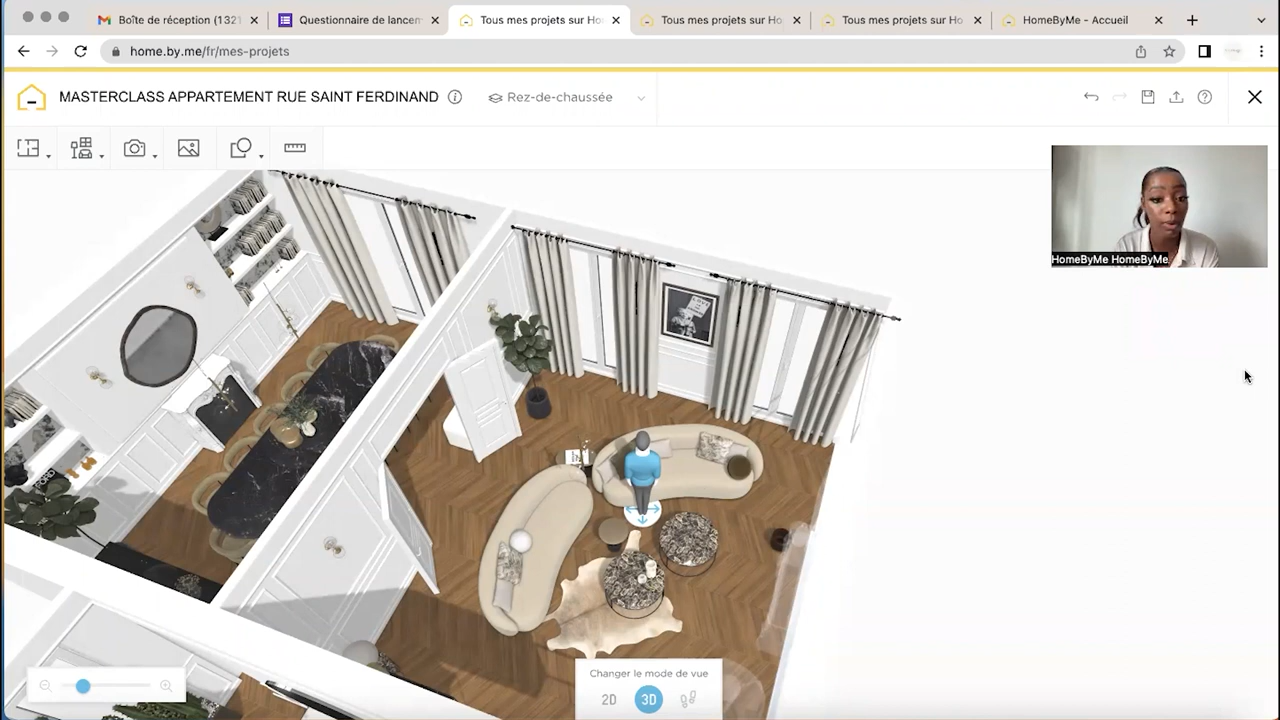 Boîte de réception (1321
Questionnaire de lancem
Tous mes projets sur Ho
Tous mes projets sur Ho
Tous mes projets sur Ho
HomeByMe - Accueil
home.by.me/fr/mes-projets
MASTERCLASS APPARTEMENT RUE SAINT FERDINAND
Rez-de-chaussée
HomeByMe HomeByMe
Changer le mode de vue
2D 3D